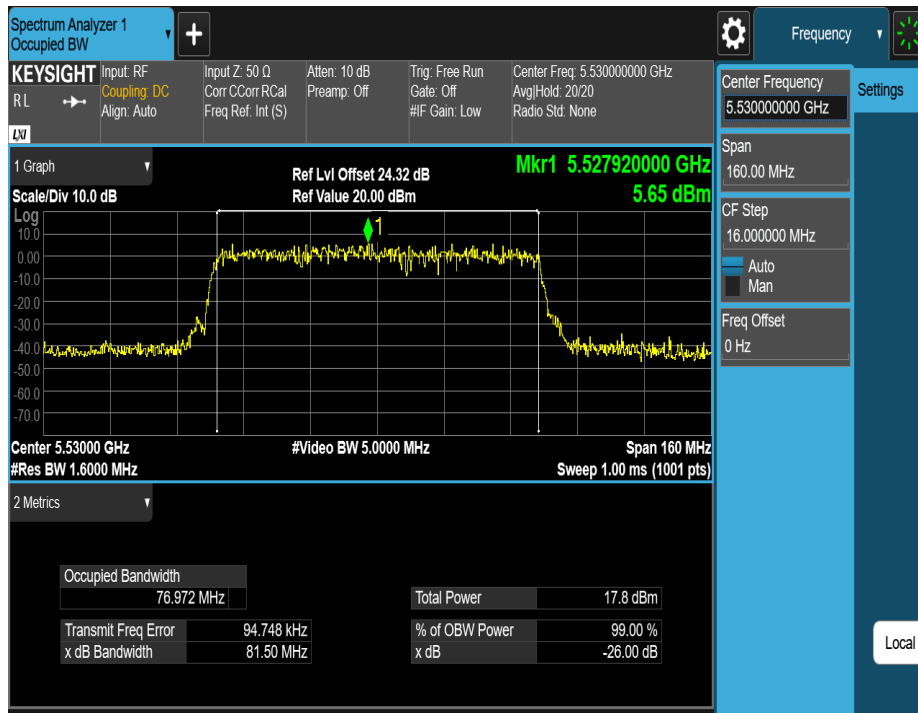 Spectrum Analyzer 1
Occupied BW
+
Frequency
KEYSIGHT
RL
LXI
Input: RF
Coupling: DC
Align: Auto
Input Z: 50 Ω
Corr CCorr RCal
Freq Ref: Int (S)
Atten: 10 dB
Preamp: Off
Trig: Free Run
Gate: Off
#IF Gain: Low
Center Freq: 5.530000000 GHz
Avg|Hold: 20/20
Radio Std: None
Center Frequency
5.530000000 GHz
Settings
Span
160.00 MHz
CF Step
16.000000 MHz
Auto
Man
Freq Offset
0 Hz
1 Graph
Scale/Div 10.0 dB
Ref Lvl Offset 24.32 dB
Ref Value 20.00 dBm
Mkr1 5.527920000 GHz
5.65 dBm
Log
10.0
0.00
-10.0
-20.0
-30.0
-40.0
-50.0
-60.0
-70.0
1
Center 5.53000 GHz
#Video BW 5.0000 MHz
Span 160 MHz
#Res BW 1.6000 MHz
Sweep 1.00 ms (1001 pts)
2 Metrics
Occupied Bandwidth
76.972 MHz
Total Power 17.8 dBm
Transmit Freq Error 94.748 kHz
% of OBW Power 99.00 %
x dB Bandwidth 81.50 MHz
x dB -26.00 dB
Local